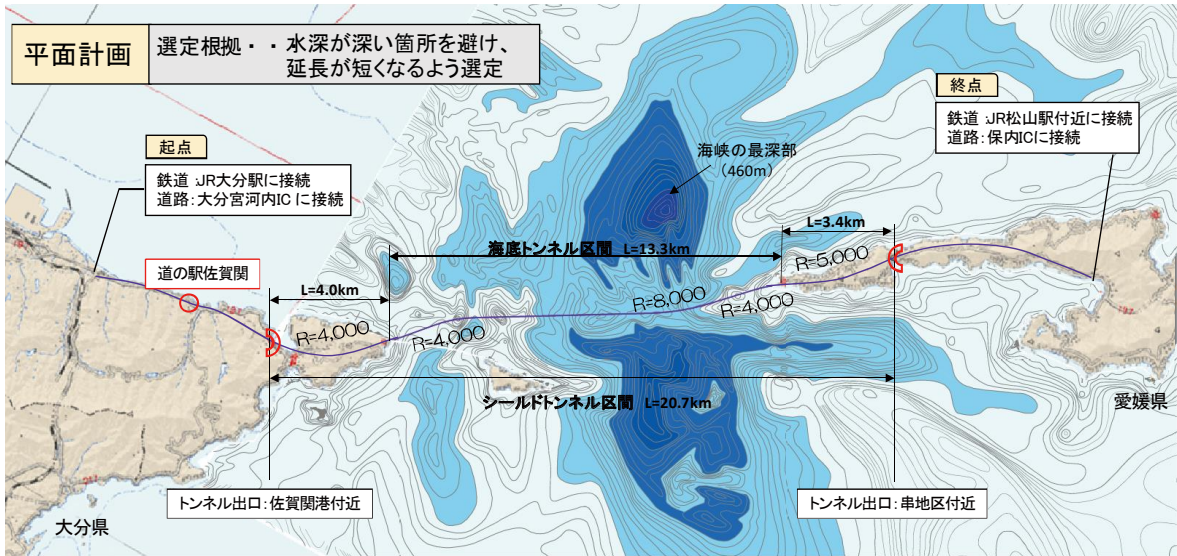 平面計画
選定根拠・・水深が深い箇所を避け、
延長が短くなるよう選定
起点
鉄道：JR大分駅に接続
道路：大分宮河内ICに接続
道の駅佐賀関
終点
鉄道：JR松山駅付近に接続
道路：保内ICに接続
海峡の最深部
（460m）
海底トンネル区間 L=13.3km
L=3.4km
L=4.0km
R=4,000
R=4,000
R=8,000
R=4,000
R=5,000
シールドトンネル区間 L=20.7km
トンネル出口：佐賀関港付近
トンネル出口：串地区付近
大分県
愛媛県